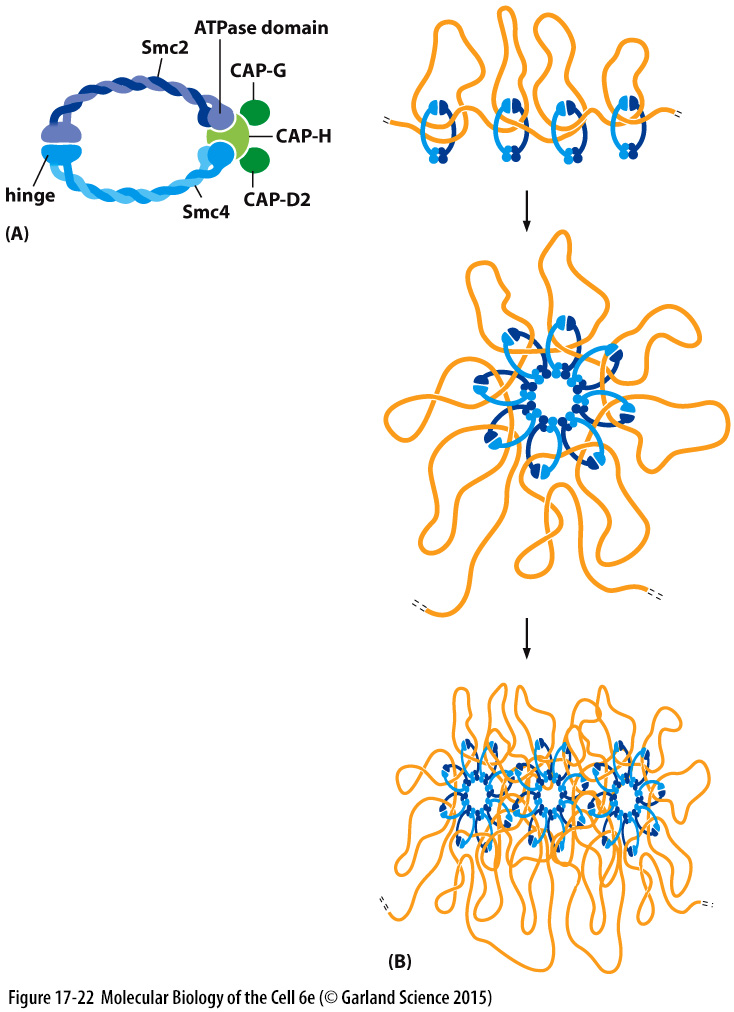 ATPase domain
Smc2
CAP-G
CAP-H
hinge
CAP-D2
Smc4
(A)
(B)
Figure 17-22 Molecular Biology of the Cell 6e (© Garland Science 2015)